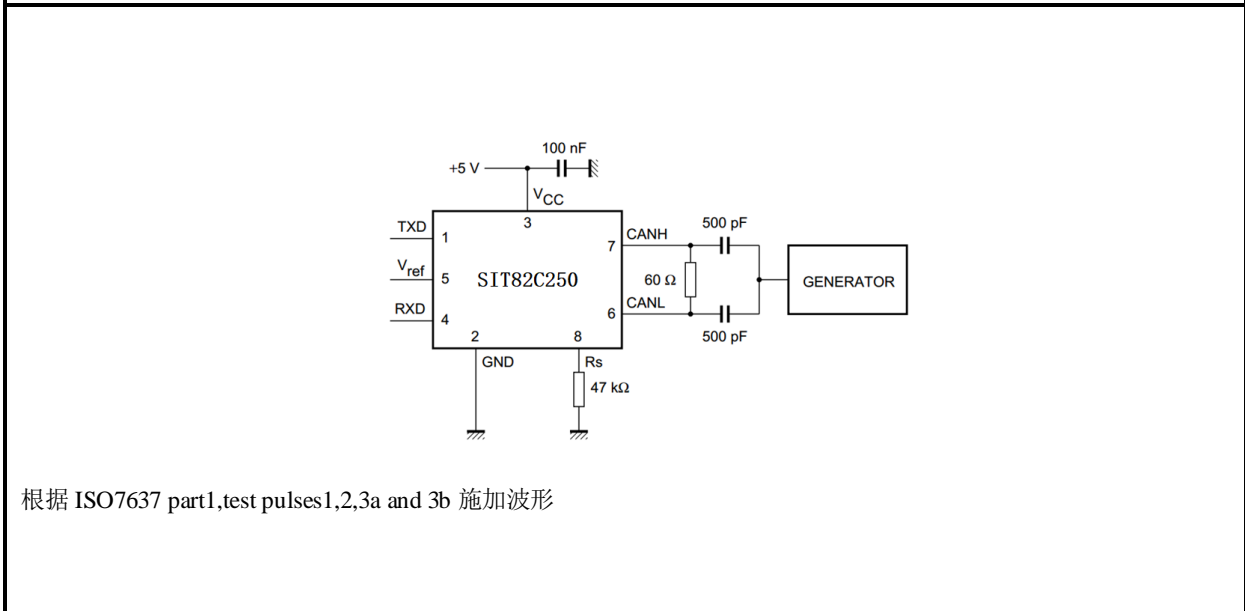 100 nF
+5 V
VCC
3
TXD
1
Vref
5
RXD
4
SIT82C250
7
CANH
500 pF
60 Ω
6
CANL
500 pF
GENERATOR
2
8
GND
Rs
47 kΩ
根据 ISO7637 part1,test pulses1,2,3a and 3b 施加波形